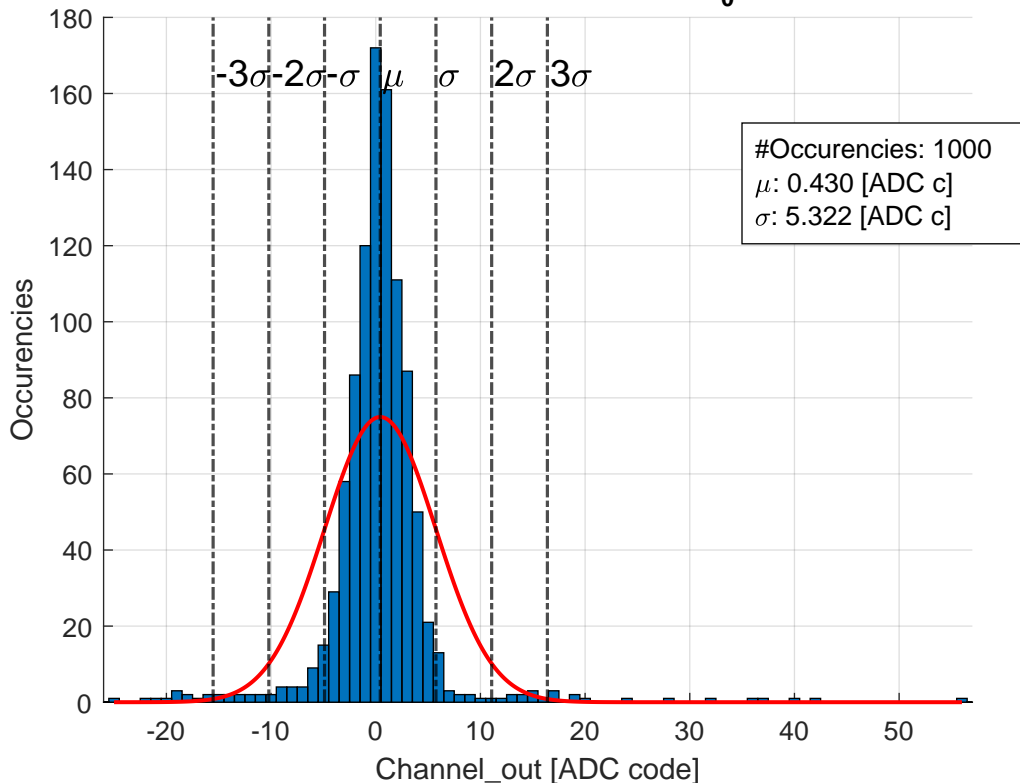 0
180
160
140
120
100
80
60
40
20
0
-3σ -2σ -σ μ σ 2σ 3σ
#Occurencies: 1000
μ: 0.430 [ADC c]
σ: 5.322 [ADC c]
Occurencies
-20 -10 0 10 20 30 40 50
Channel_out [ADC code]